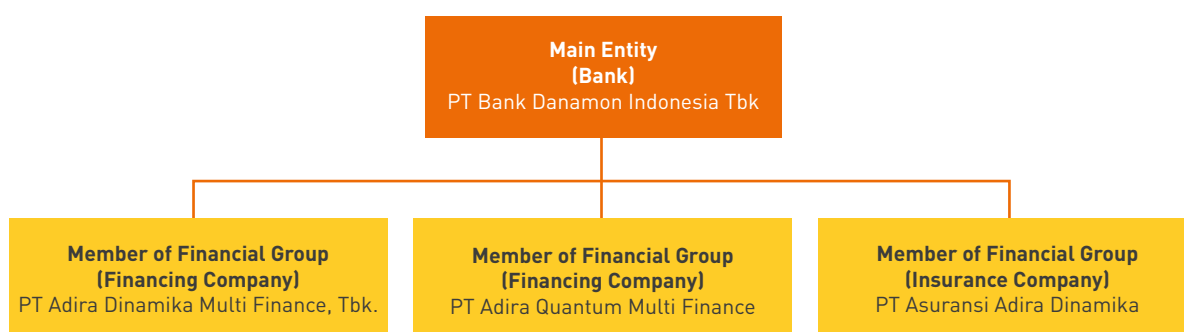 Main Entity
(Bank)
PT Bank Danamon Indonesia Tbk
Member of Financial Group
(Financing Company)
PT Adira Dinamika Multi Finance, Tbk.
Member of Financial Group
(Financing Company)
PT Adira Quantum Multi Finance
Member of Financial Group
(Insurance Company)
PT Asuransi Adira Dinamika